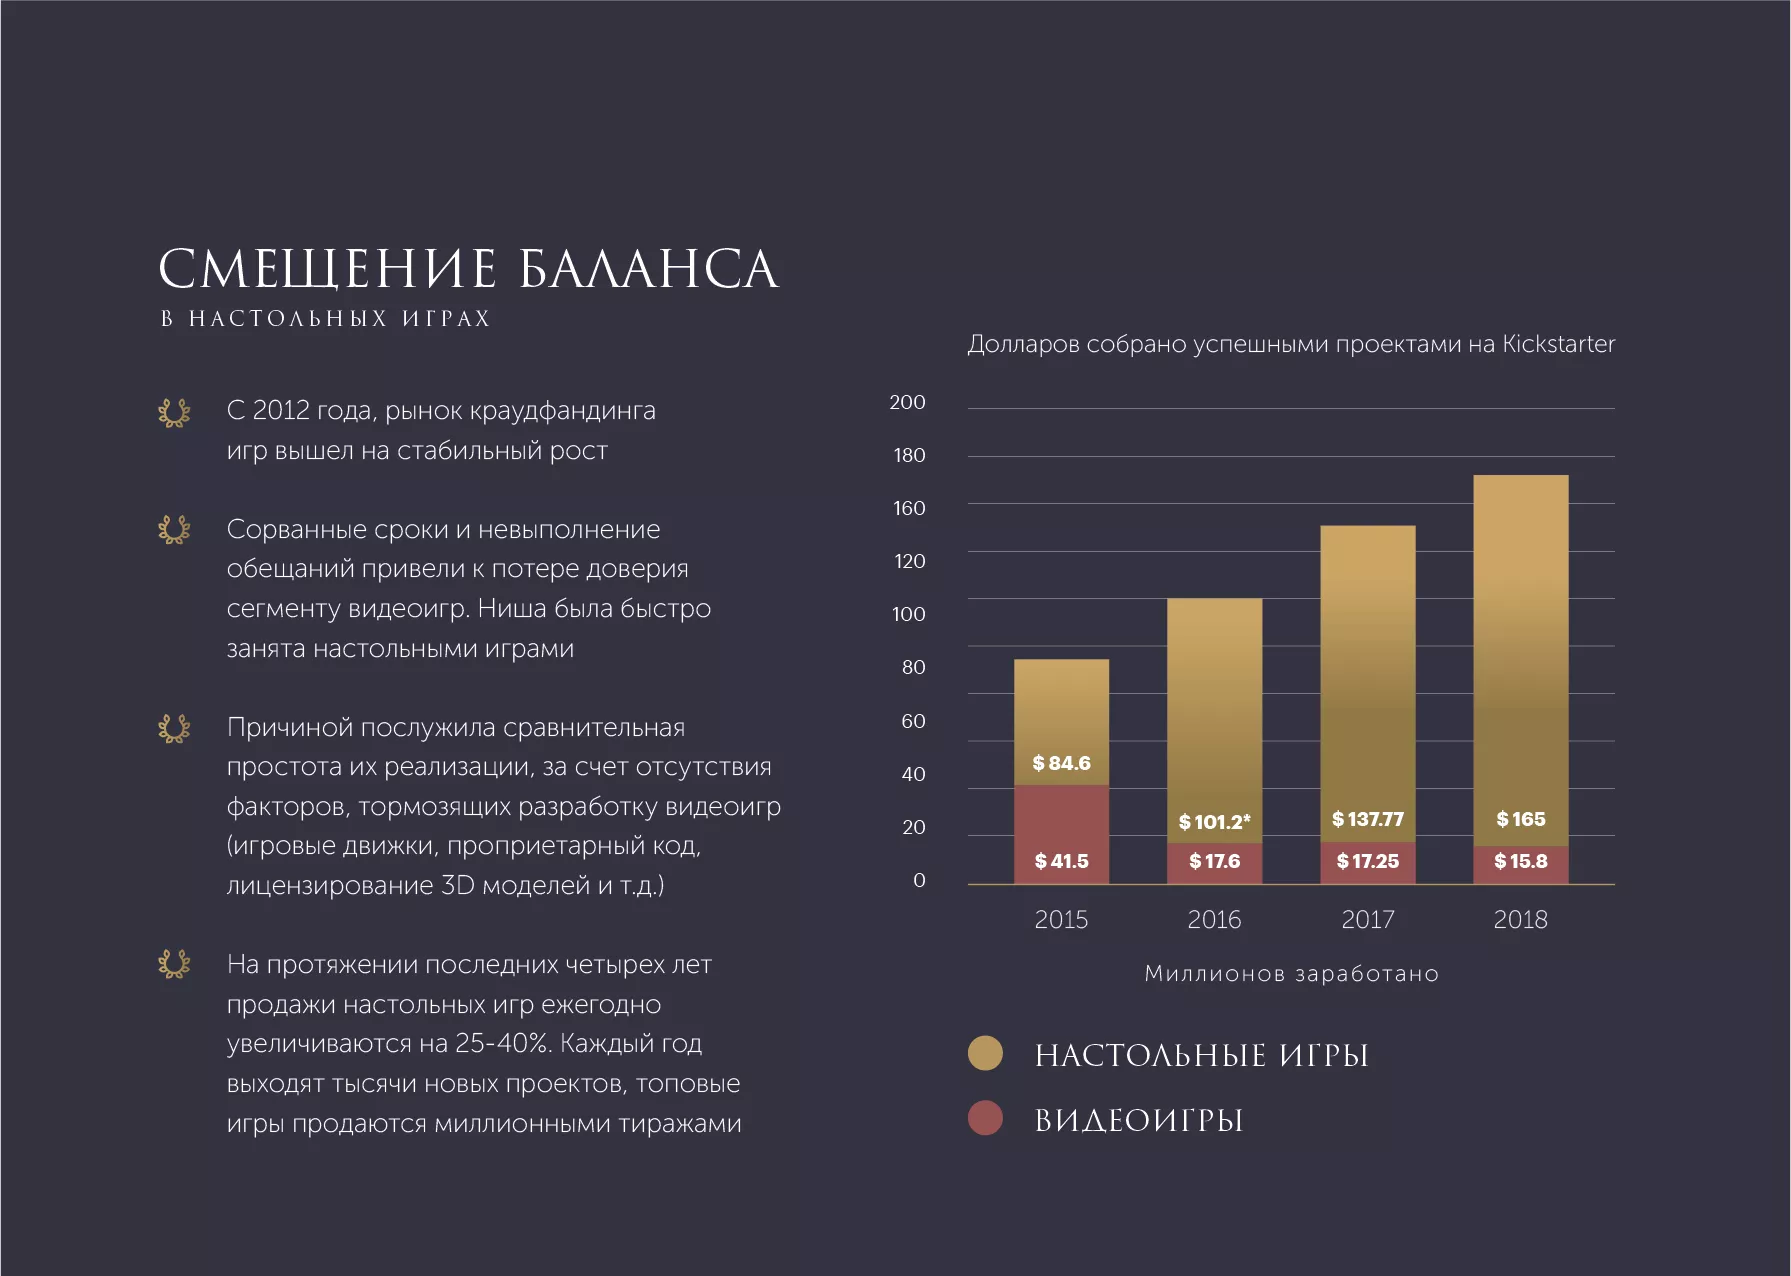 СМЕЩЕНИЕ БАЛАНСА
В НАСТОЛЬНЫХ ИГРАХ
С 2012 года, рынок краудфандинга
игр вышел на стабильный рост
Сорванные сроки и невыполнение
обещаний привели к потере доверия
сегменту видеоигр. Ниша была быстро
занята настольными играми
Причиной послужила сравнительная
простота их реализации, за счет отсутствия
факторов, тормозящих разработку видеоигр
(игровые движки, проприетарный код,
лицензирование 3D моделей и т.д.)
На протяжении последних четырех лет
продажи настольных игр ежегодно
увеличиваются на 25-40%. Каждый год
выходят тысячи новых проектов, топовые
игры продаются миллионными тиражами
Долларов собрано успешными проектами на Kickstarter
200
180
160
120
100
80
60
40
20
0
$ 84.6
$ 101.2*
$ 137.77
$ 165
$ 41.5
$ 17.6
$ 17.25
$ 15.8
2015
2016
2017
2018
Миллионов заработано
НАСТОЛЬНЫЕ ИГРЫ
ВИДЕОИГРЫ